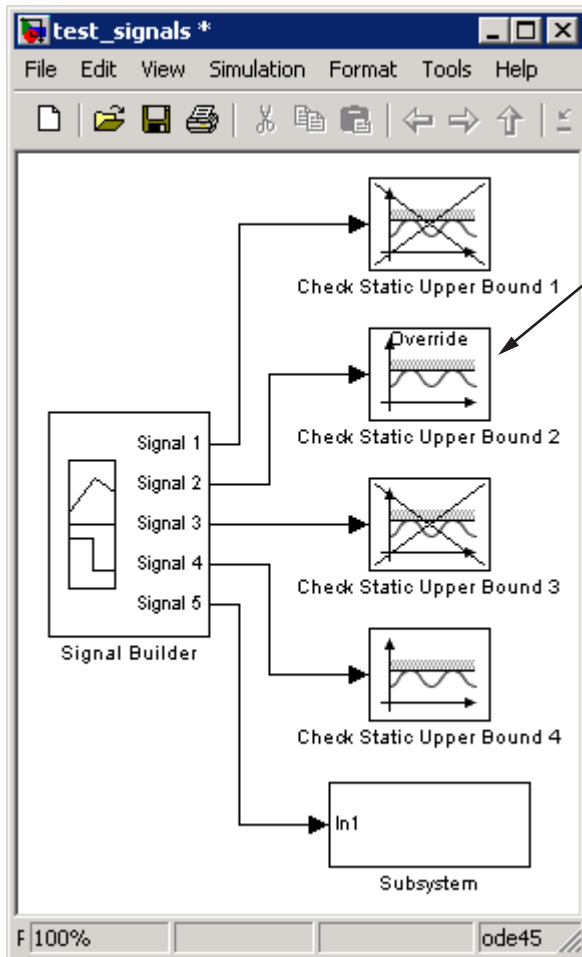 test_signals *
File Edit View Simulation Format Tools Help
Check Static Upper Bound 1
Override
Check Static Upper Bound 2
Signal 1
Signal 2
Signal 3
Signal 4
Signal 5
Signal Builder
Check Static Upper Bound 3
Check Static Upper Bound 4
In1
Subsystem
F 100% ode45